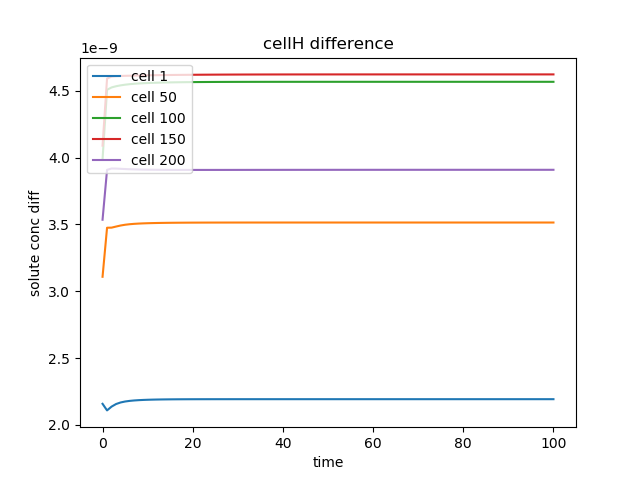 cellH difference
1e−9
4.5
4.0
3.5
3.0
2.5
2.0
solute conc diff
cell 1
cell 50
cell 100
cell 150
cell 200
0
20
40
60
80
100
time